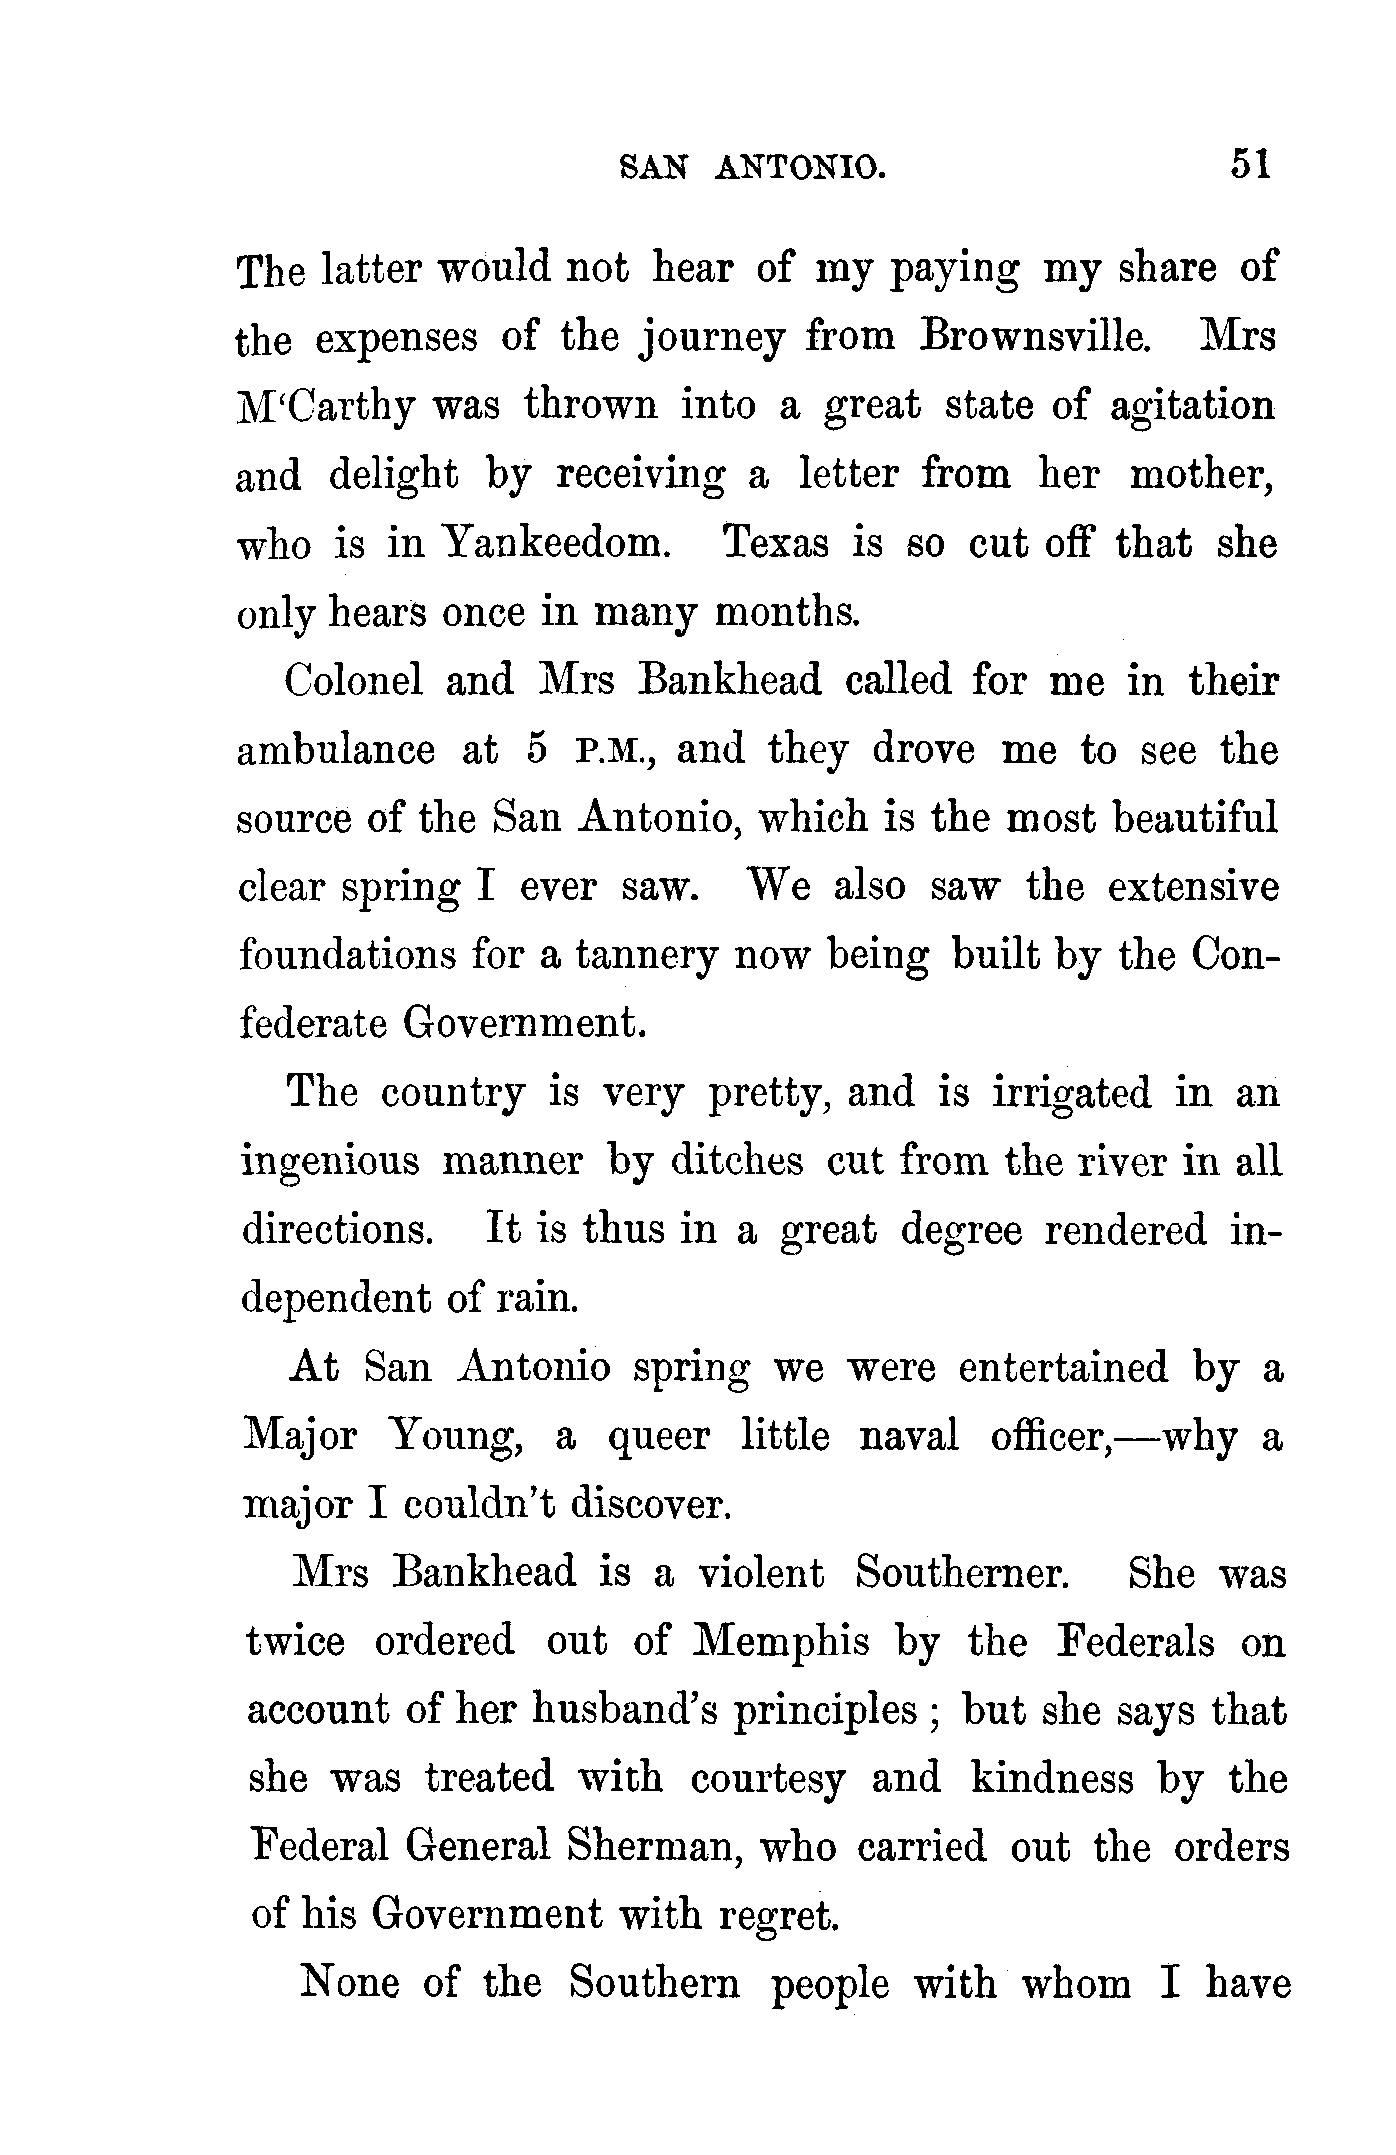 SAN ANTONIO. 51
The latter would not hear of my paying my share of
the expenses of the journey from Brownsville. Mrs
M‘Carthy was thrown into a great state of agitation
and delight by receiving a letter from her mother,
who is in Yankeedom. Texas is so cut off that she
only hears once in many months.
Colonel and Mrs Bankhead called for me in their
ambulance at 5 P.M., and they drove me to see the
source of the San Antonio, which is the most beautiful
clear spring I ever saw. We also saw the extensive
foundations for a tannery now being built by the Con-
federate Government.
The country is very pretty, and is irrigated in an
ingenious manner by ditches cut from the river in all
directions. It is thus in a great degree rendered in-
dependent of rain.
At San Antonio spring we were entertained by a
Major Young, a queer little naval officer,—why a
major I couldn't discover.
Mrs Bankhead is a violent Southerner. She was
twice ordered out of Memphis by the Federals on
account of her husband's principles ; but she says that
she was treated with courtesy and kindness by the
Federal General Sherman, who carried out the orders
of his Government with regret.
None of the Southern people with whom I have